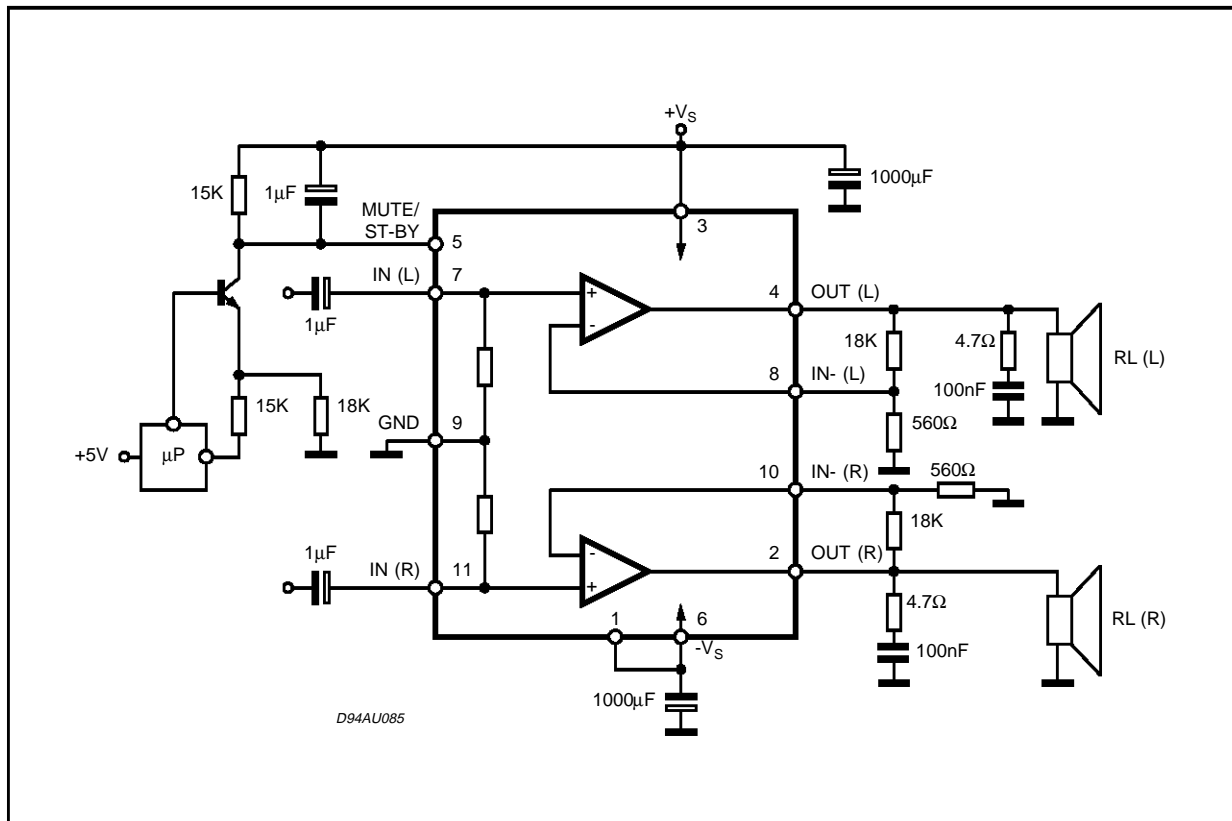 +VS
1000µF
15K
1µF
MUTE/
ST-BY
5
3
IN (L)
7
1µF
+
-
4
OUT (L)
18K
4.7Ω
RL (L)
8
IN- (L)
100nF
15K
18K
GND
9
560Ω
+5V
µP
10
IN- (R)
560Ω
18K
1µF
IN (R)
11
-
+
2
OUT (R)
4.7Ω
RL (R)
1
6
-VS
100nF
1000µF
D94AU085